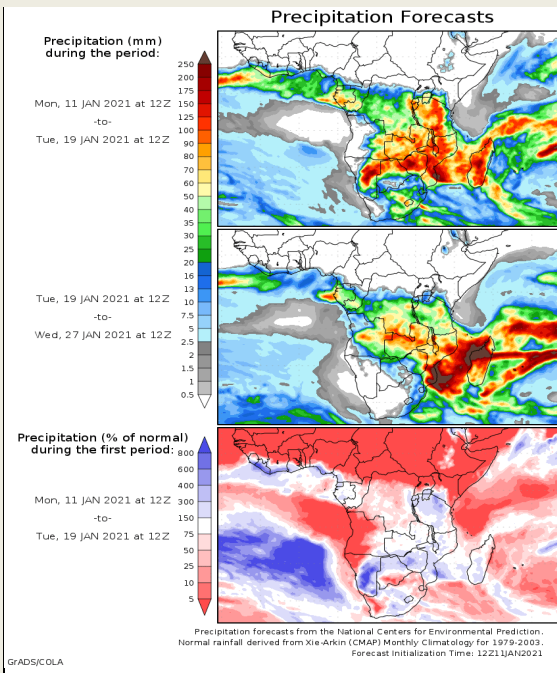 Precipitation Forecasts
Precipitation (mm)
during the period:
Mon, 11 JAN 2021 at 12Z
-to-
Tue, 19 JAN 2021 at 12Z
250
200
175
150
125
100
90
80
70
60
50
40
35
30
25
20
16
13
10
7.5
5
2.5
2
1.5
1
0.5
Tue, 19 JAN 2021 at 12Z
-to-
Wed, 27 JAN 2021 at 12Z
Precipitation (% of normal)
during the first period:
Mon, 11 JAN 2021 at 12Z
-to-
Tue, 19 JAN 2021 at 12Z
800
600
400
300
150
75
50
25
10
5
Precipitation forecasts from the National Centers for Environmental Prediction.
Normal rainfall derived from Xie-Arkin (CMAP) Monthly Climatology for 1979-2003.
Forecast Initialization Time: 12Z11JAN2021
GrADS/COLA